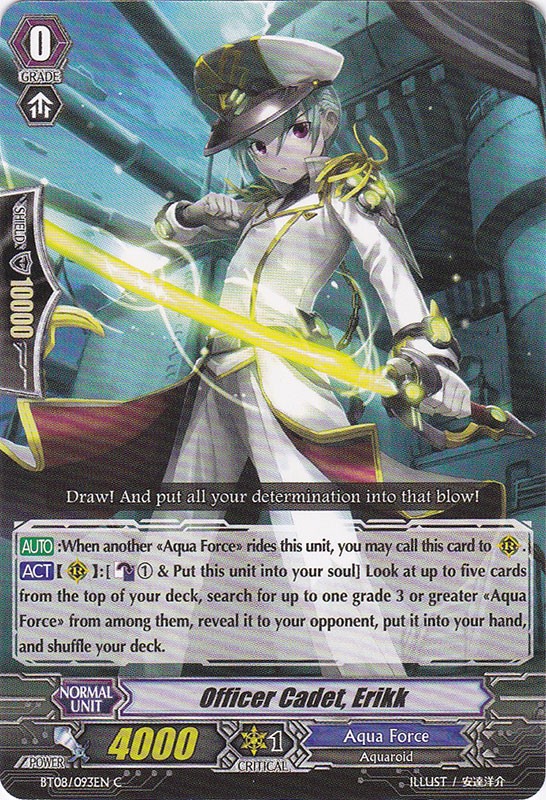 0
GRADE
SHIELD
10000
Draw! And put all your determination into that blow!
AUTO :When another «Aqua Force» rides this unit, you may call this card to R .
ACT【 R 】:[ ① & Put this unit into your soul] Look at up to five cards
from the top of your deck, search for up to one grade 3 or greater «Aqua
Force» from among them, reveal it to your opponent, put it into your hand,
and shuffle your deck.
NORMAL
UNIT
Officer Cadet, Erikk
POWER
4000
1
CRITICAL
Aqua Force
Aquaroid
BT08/093EN C
ILLUST / 安達洋介